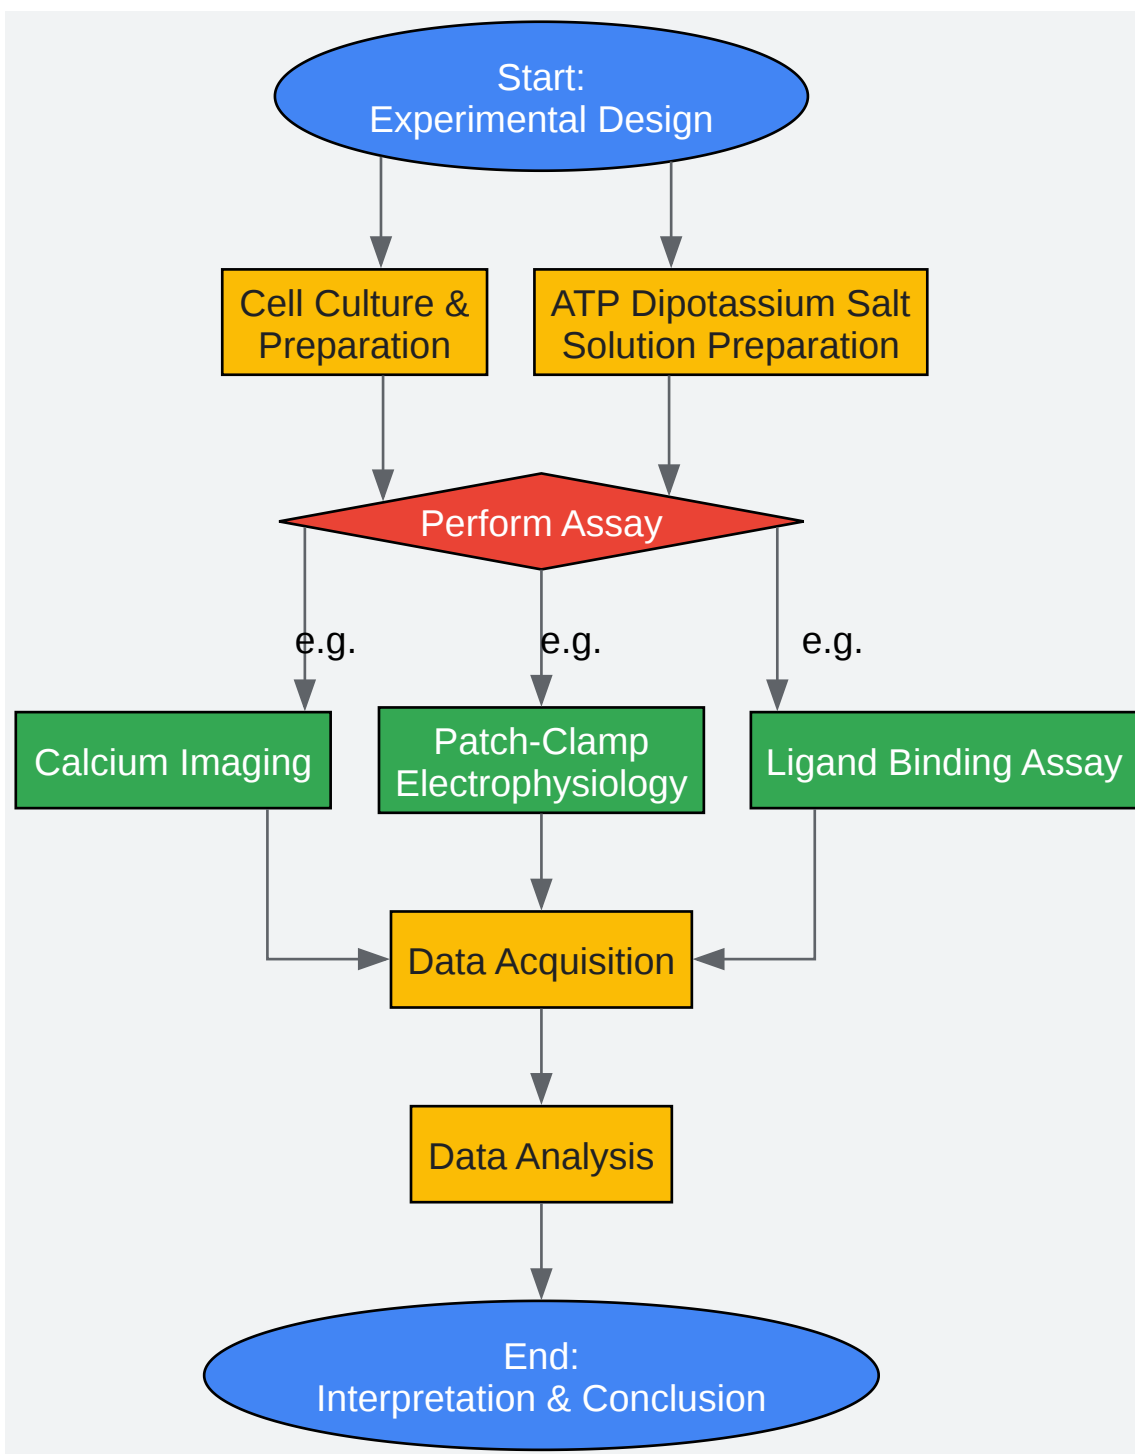 Start:
Experimental Design
Cell Culture &
Preparation
ATP Dipotassium Salt
Solution Preparation
Perform Assay
e.g.
e.g.
e.g.
Calcium Imaging
Patch-Clamp
Electrophysiology
Ligand Binding Assay
Data Acquisition
Data Analysis
End:
Interpretation & Conclusion